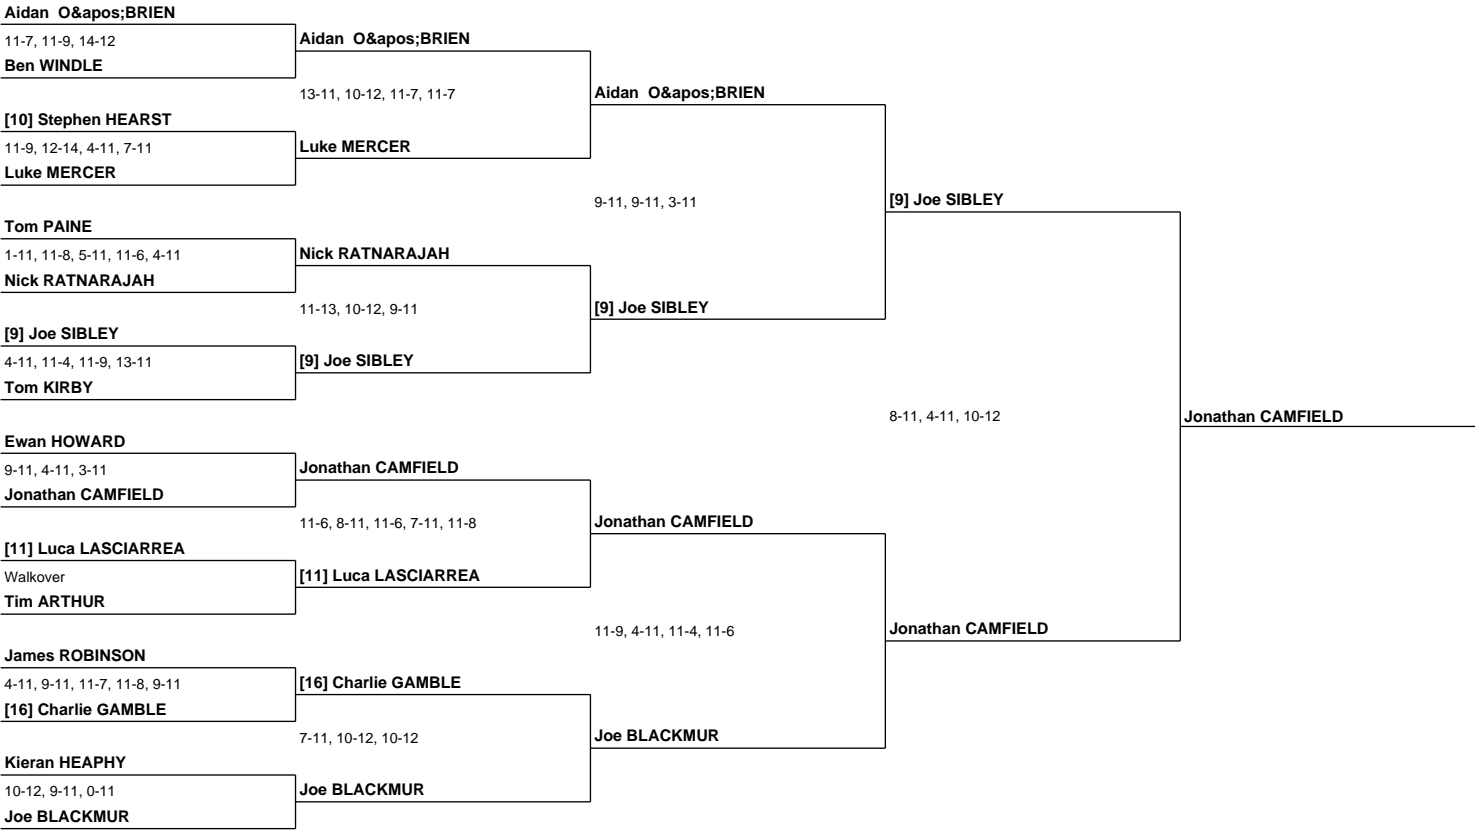 Aidan  O&apos;BRIEN
11-7, 11-9, 14-12
Ben WINDLE
[10] Stephen HEARST
11-9, 12-14, 4-11, 7-11
Luke MERCER
Tom PAINE
1-11, 11-8, 5-11, 11-6, 4-11
Nick RATNARAJAH
[9] Joe SIBLEY
4-11, 11-4, 11-9, 13-11
Tom KIRBY
Ewan HOWARD
9-11, 4-11, 3-11
Jonathan CAMFIELD
[11] Luca LASCIARREA
Walkover
Tim ARTHUR
James ROBINSON
4-11, 9-11, 11-7, 11-8, 9-11
[16] Charlie GAMBLE
Kieran HEAPHY
10-12, 9-11, 0-11
Joe BLACKMUR
Aidan  O&apos;BRIEN
13-11, 10-12, 11-7, 11-7
Luke MERCER
Nick RATNARAJAH
11-13, 10-12, 9-11
[9] Joe SIBLEY
Jonathan CAMFIELD
11-6, 8-11, 11-6, 7-11, 11-8
[11] Luca LASCIARREA
[16] Charlie GAMBLE
7-11, 10-12, 10-12
Joe BLACKMUR
Aidan  O&apos;BRIEN
9-11, 9-11, 3-11
[9] Joe SIBLEY
Jonathan CAMFIELD
11-9, 4-11, 11-4, 11-6
Joe BLACKMUR
[9] Joe SIBLEY
8-11, 4-11, 10-12
Jonathan CAMFIELD
Jonathan CAMFIELD